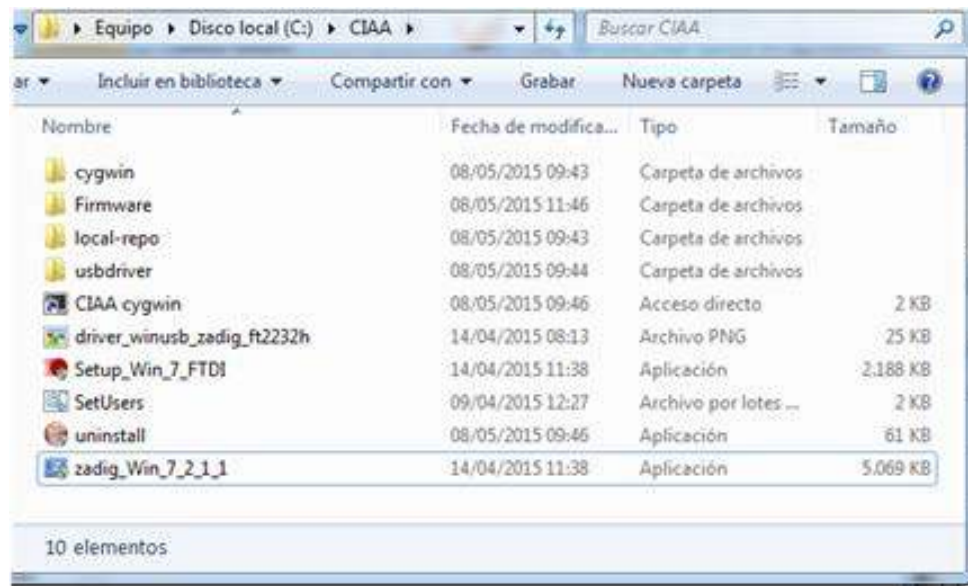 Equipo Disco local (C:) CIAA Buscar CIAA
ar Incluir en biblioteca Compartir con Grabar Nueva carpeta
Nombre Fecha de modifica... Tipo Tamaño
cygwin 08/05/2015 09:43 Carpeta de archivos
Firmware 08/05/2015 11:46 Carpeta de archivos
local-repo 08/05/2015 09:43 Carpeta de archivos
usbdriver 08/05/2015 09:44 Carpeta de archivos
CIAA cygwin 08/05/2015 09:46 Acceso directo 2 KB
driver_winusb_zadig_ft2232h 14/04/2015 08:13 Archivo PNG 25 KB
Setup_Win_7_FTDI 14/04/2015 11:38 Aplicación 2.188 KB
SetUsers 09/04/2015 12:27 Archivo por lotes ... 2 KB
uninstall 08/05/2015 09:46 Aplicación 61 KB
zadig_Win_7_2_1_1 14/04/2015 11:38 Aplicación 5.069 KB
10 elementos